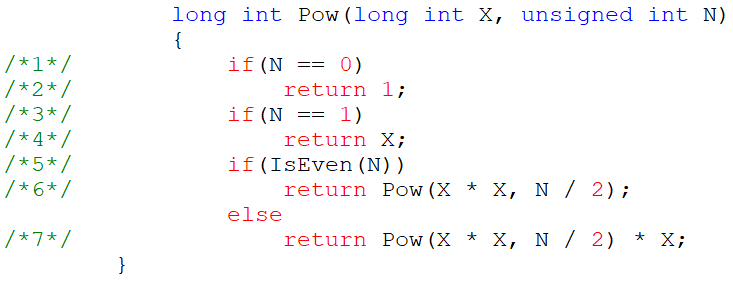 long int Pow(long int X, unsigned int N)
{
/*1*/ if(N == 0)
/*2*/ return 1;
/*3*/ if(N == 1)
/*4*/ return X;
/*5*/ if(IsEven(N))
/*6*/ return Pow(X * X, N / 2);
else
/*7*/ return Pow(X * X, N / 2) * X;
}